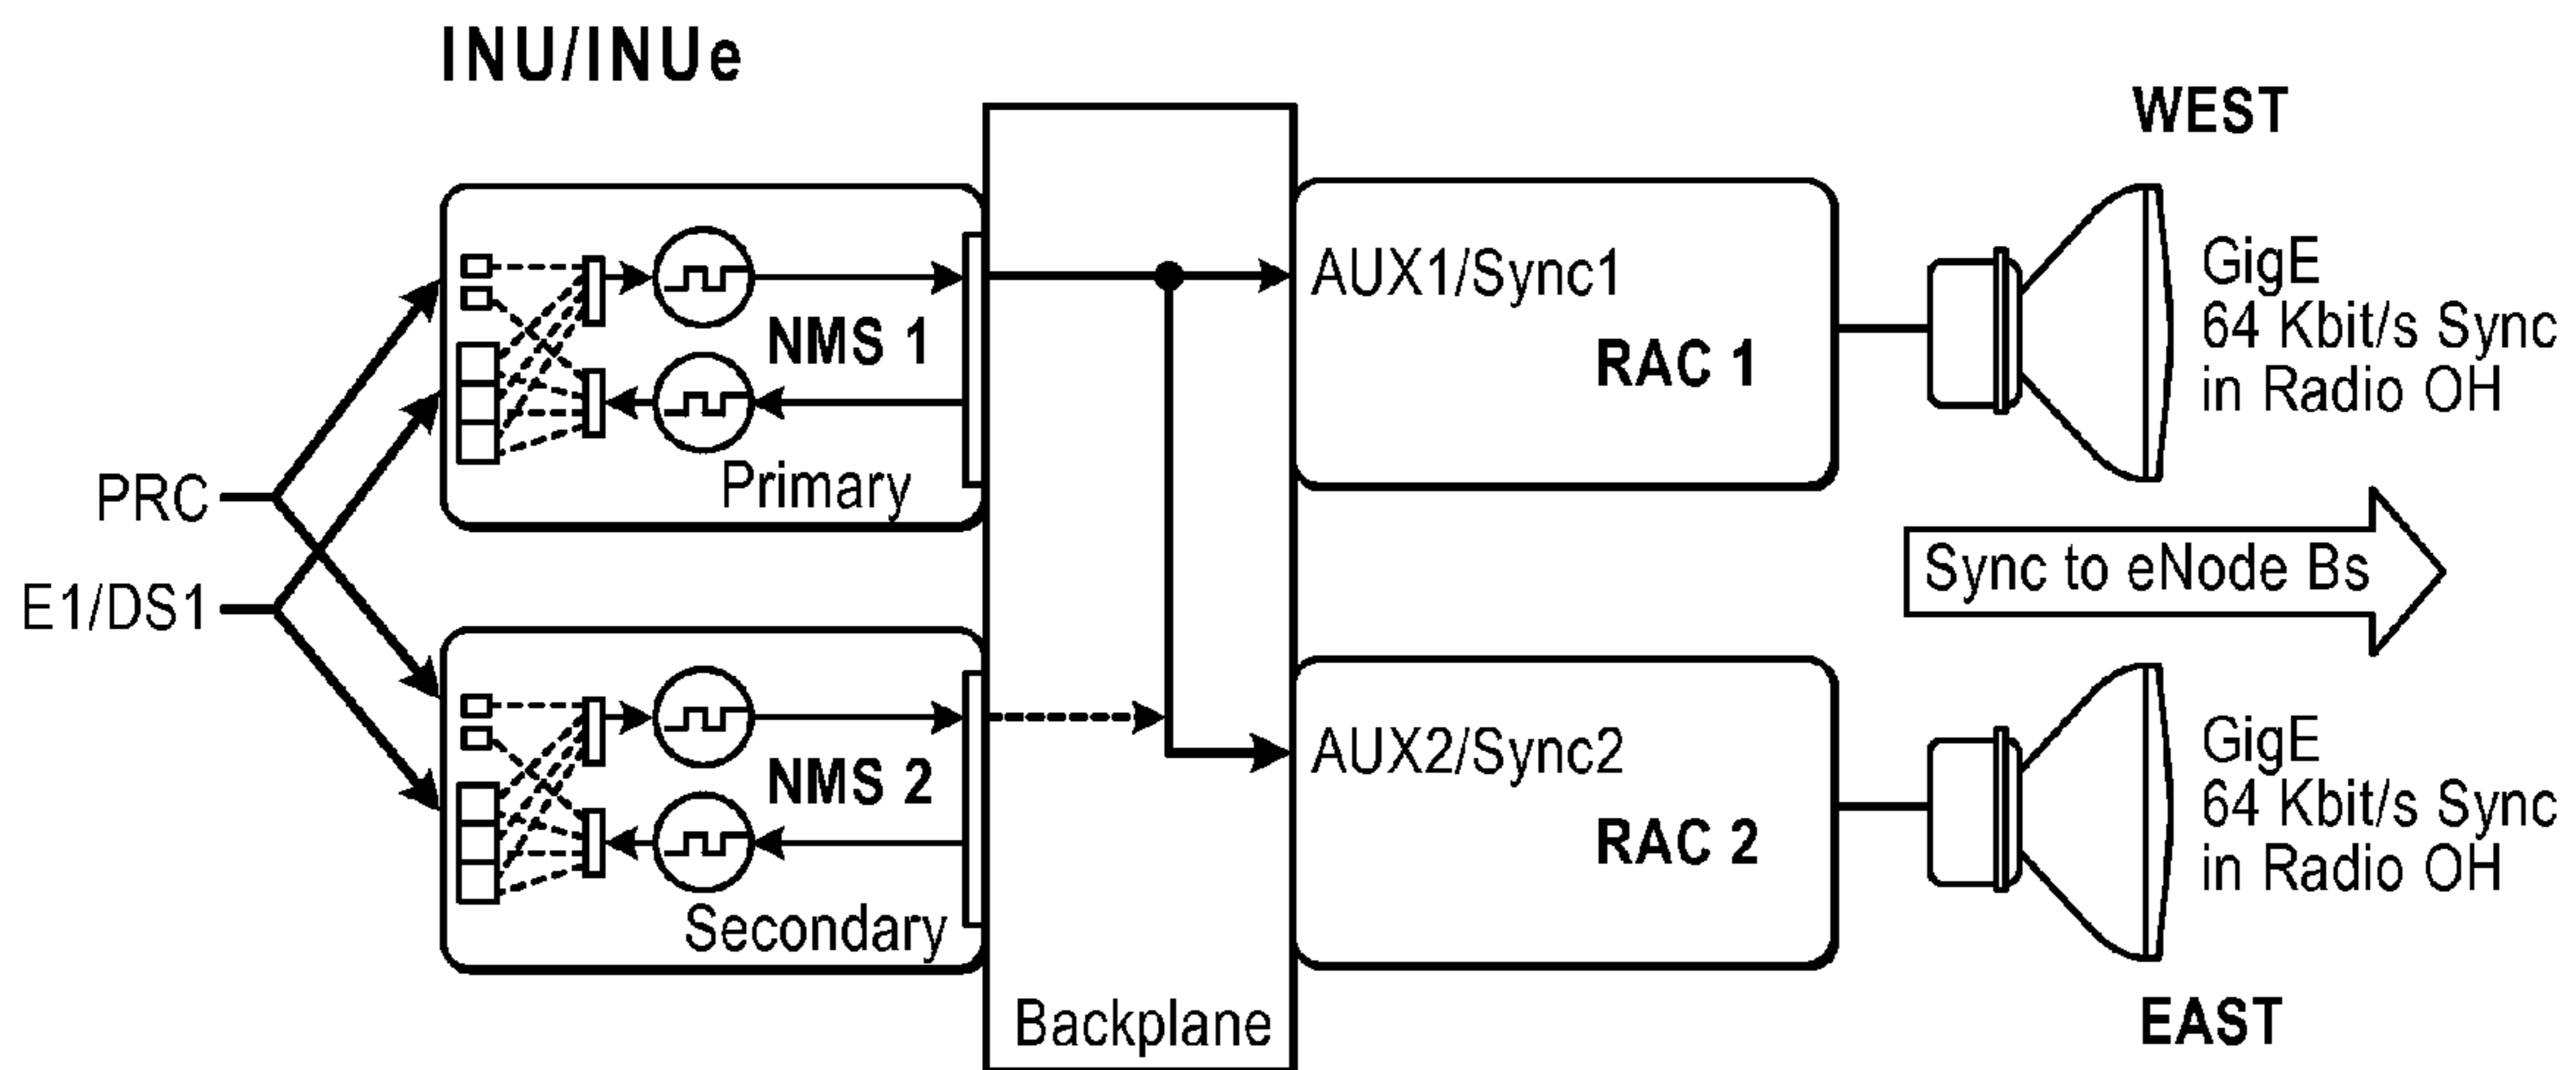 INU/INUe
WEST
NMS 1
Primary
AUX1/Sync1
RAC 1
GigE
64 Kbit/s Sync
in Radio OH
PRC
E1/DS1
Sync to eNode Bs
NMS 2
Secondary
AUX2/Sync2
RAC 2
GigE
64 Kbit/s Sync
in Radio OH
Backplane
EAST